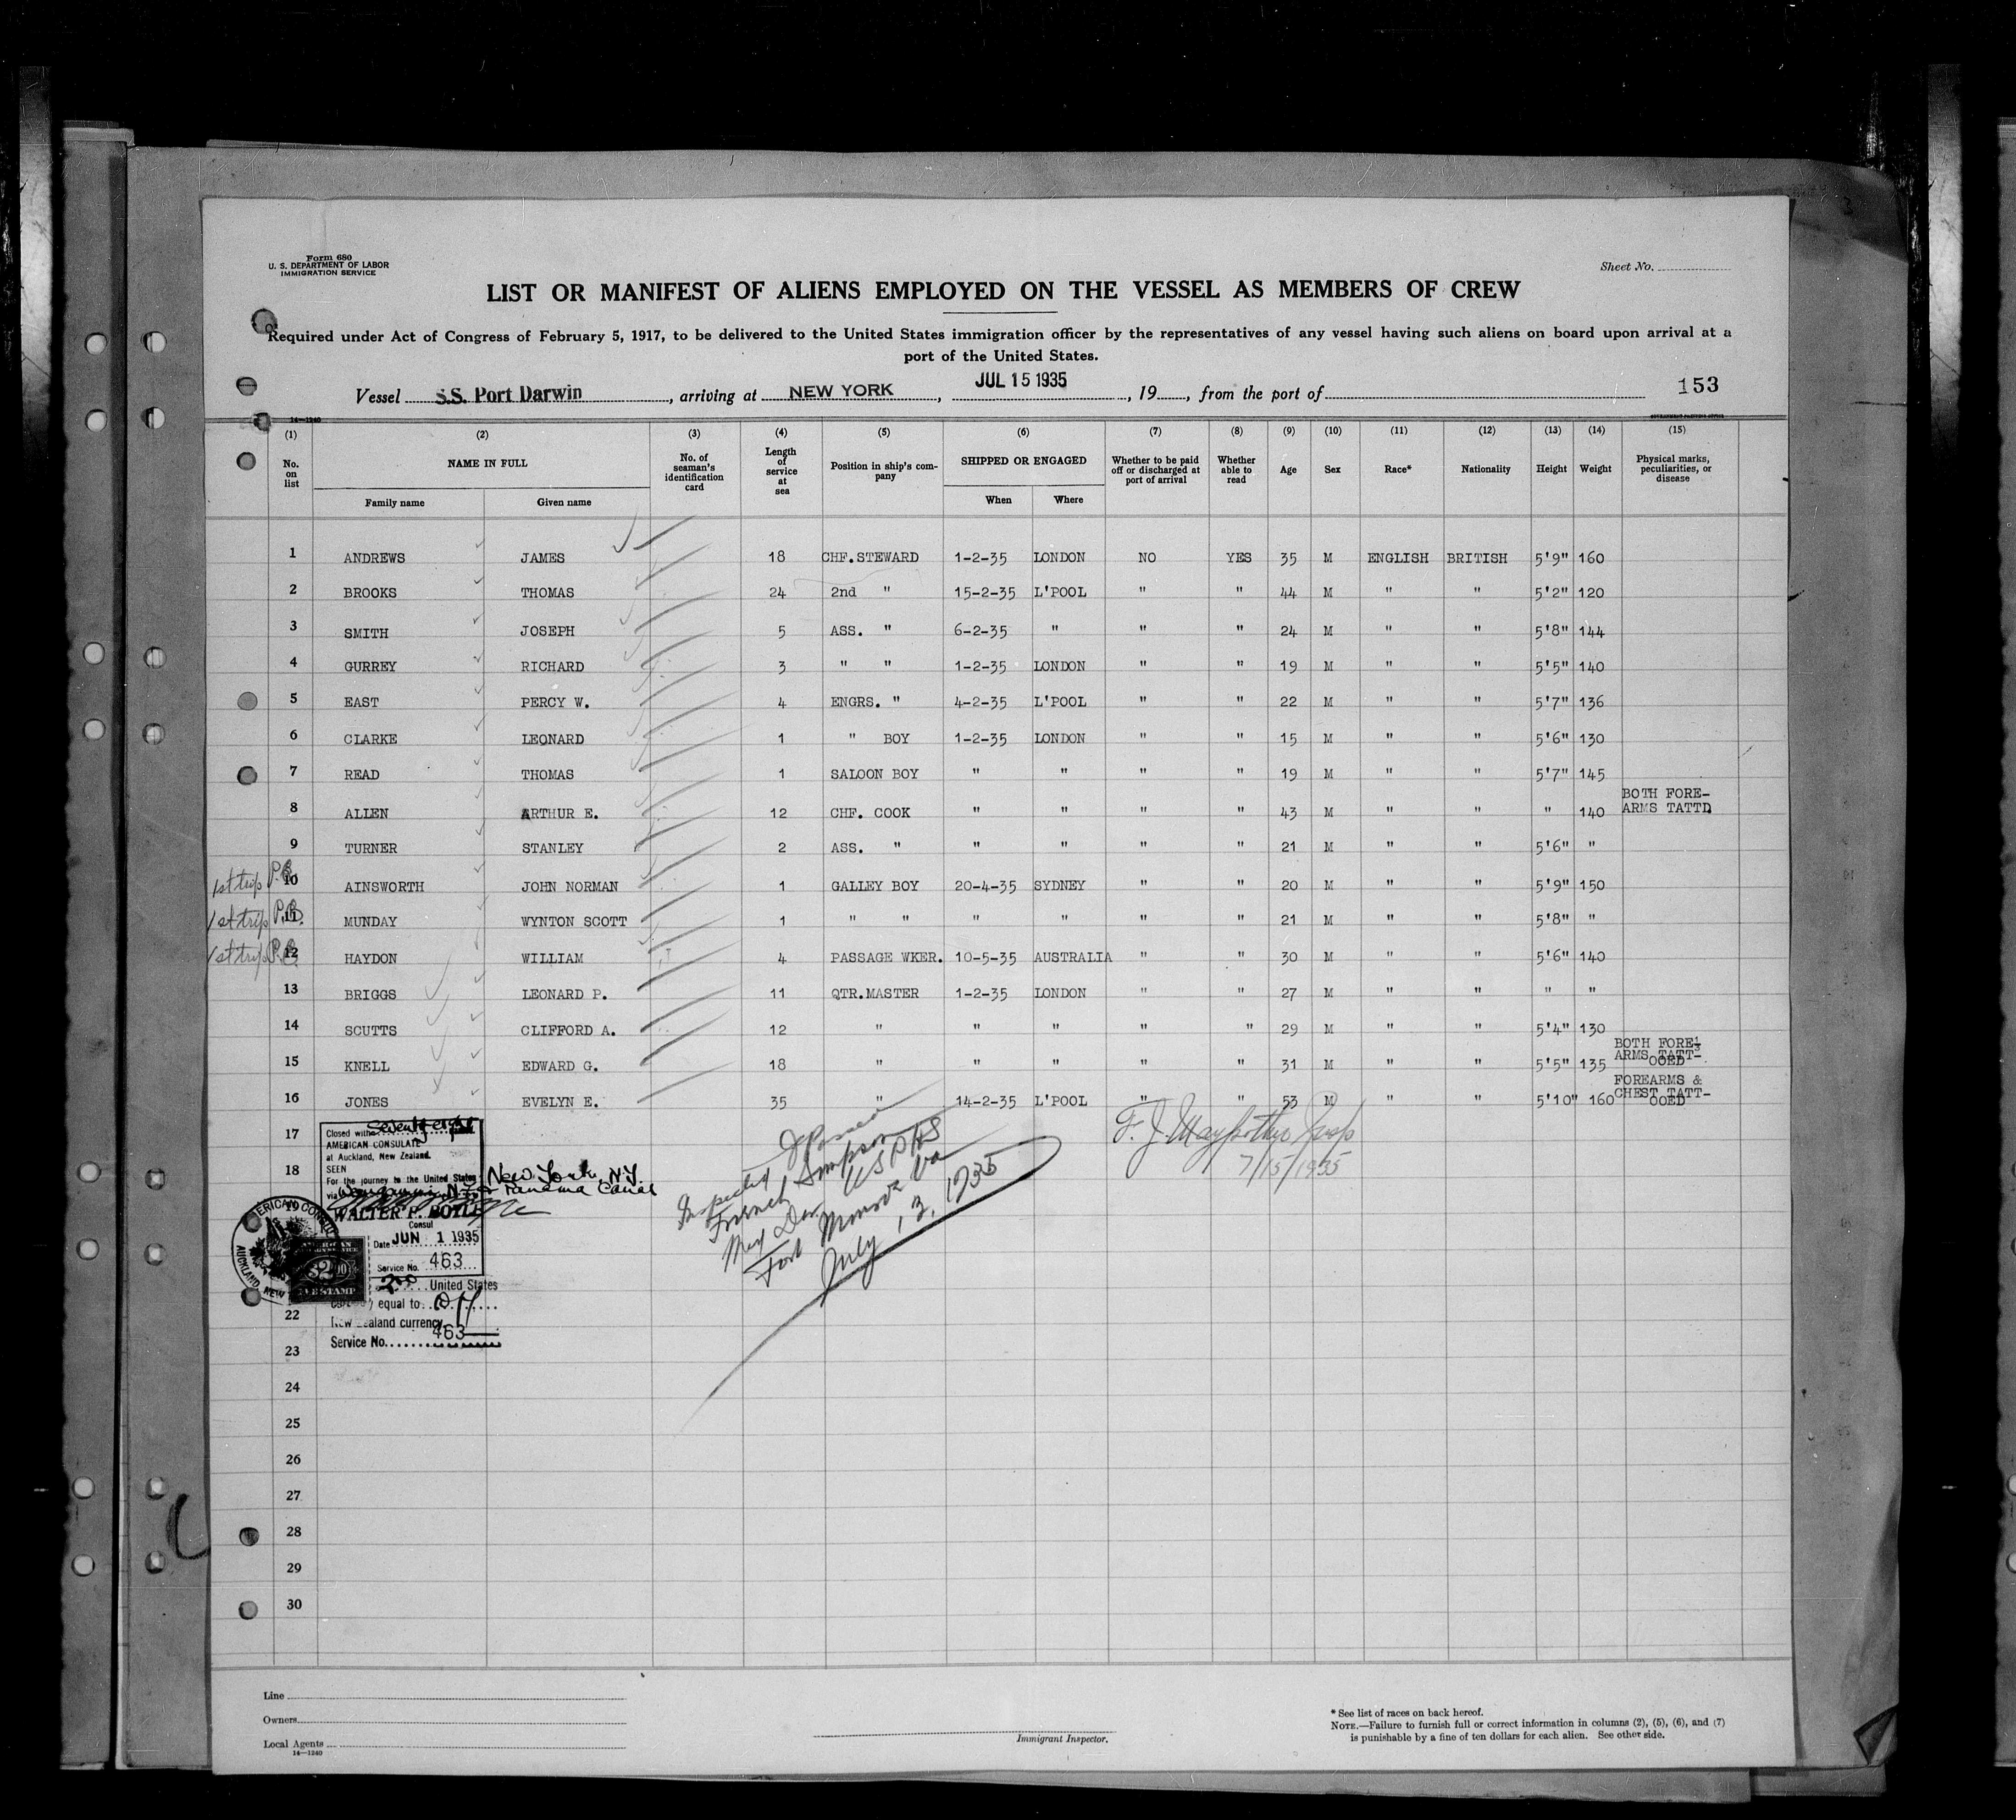 Form 680
U. S. DEPARTMENT OF LABOR
IMMIGRATION SERVICE
Sheet No.
LIST OR MANIFEST OF ALIENS EMPLOYED ON THE VESSEL AS MEMBERS OF CREW
Required under Act of Congress of February 5, 1917, to be delivered to the United States immigration officer by the representatives of any vessel having such aliens on board upon arrival at a
port of the United States.
Vessel S.S. Port Darwin, arriving at NEW YORK, JUL 15 1935, 19, from the port of 153
14—1240
(1) (2) (3) (4) (5) (6) (7) (8) (9) (10) (11) (12) (13) (14) (15)
No. on list NAME IN FULL Family name Given name No. of seaman's identification card Length of service at sea Position in ship's company SHIPPED OR ENGAGED When Where Whether to be paid off or discharged at port of arrival Whether able to read Age Sex Race* Nationality Height Weight Physical marks, peculiarities, or disease
1 ANDREWS JAMES 18 CHF.STEWARD 1-2-35 LONDON NO YES 35 M ENGLISH BRITISH 5'9" 160
2 BROOKS THOMAS 24 2nd " 15-2-35 L'POOL " " 44 M " " 5'2" 120
3 SMITH JOSEPH 5 ASS. " 6-2-35 " " " 24 M " " 5'8" 144
4 GURREY RICHARD 3 " " 1-2-35 LONDON " " 19 M " " 5'5" 140
5 EAST PERCY W. 4 ENGRS. " 4-2-35 L'POOL " " 22 M " " 5'7" 136
6 CLARKE LEONARD 1 " BOY 1-2-35 LONDON " " 15 M " " 5'6" 130
7 READ THOMAS 1 SALOON BOY " " " " 19 M " " 5'7" 145
8 ALLEN ARTHUR E. 12 CHF. COOK " " " " 43 M " " " 140 BOTH FORE-ARMS TATTD
9 TURNER STANLEY 2 ASS. " " " " " 21 M " " 5'6" "
1st trip P.B. 10 AINSWORTH JOHN NORMAN 1 GALLEY BOY 20-4-35 SYDNEY " " 20 M " " 5'9" 150
1st trip P.B. 11 MUNDAY WYNTON SCOTT 1 " " " " " " 21 M " " 5'8" "
1st trip P.B. 12 HAYDON WILLIAM 4 PASSAGE WKER. 10-5-35 AUSTRALIA " " 30 M " " 5'6" 140
13 BRIGGS LEONARD P. 11 QTR.MASTER 1-2-35 LONDON " " 27 M " " " "
14 SCUTTS CLIFFORD A. 12 " " " " " 29 M " " 5'4" 130
15 KNELL EDWARD G. 18 " " " " " 31 M " " 5'5" 135 BOTH FORE-ARMS TATT-OOED
16 JONES EVELYN E. 35 " 14-2-35 L'POOL " " 53 M 5'10" 160 FOREARMS & CHEST TATT-OOED
17
Closed with seventy eight
AMERICAN CONSULATE
at Auckland, New Zealand.
SEEN
18
For the journey to the United States New York, N.Y.
via N.Z. & Panama Canal
WALTER F. BOYLE
Consul
Date JUN 1 1935
Service No. 463
AMERICAN CONSULATE
AUCKLAND, NEW
2.00 United States
equal to
New Zealand currency
Service No. 463
Inspected
French Simpson
USPHS
Fort Monroe Va
July 13, 1935
7/15/1935
22
23
24
25
26
27
28
29
30
Line
Owners
Local Agents
14—1240
Immigrant Inspector.
* See list of races on back hereof.
NOTE.—Failure to furnish full or correct information in columns (2), (5), (6), and (7)
is punishable by a fine of ten dollars for each alien. See other side.